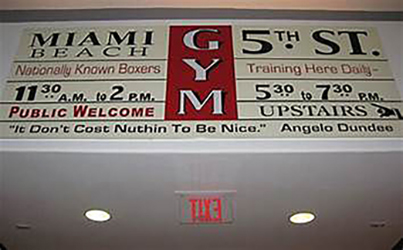 MIAMI BEACH GYM 5TH ST.
Nationally Known Boxers Training Here Daily
11 30 A.M. to 2 P.M. 5 30 to 7 30 P.M.
PUBLIC WELCOME UPSTAIRS
"It Don't Cost Nuthin To Be Nice." Angelo Dundee
EXIT